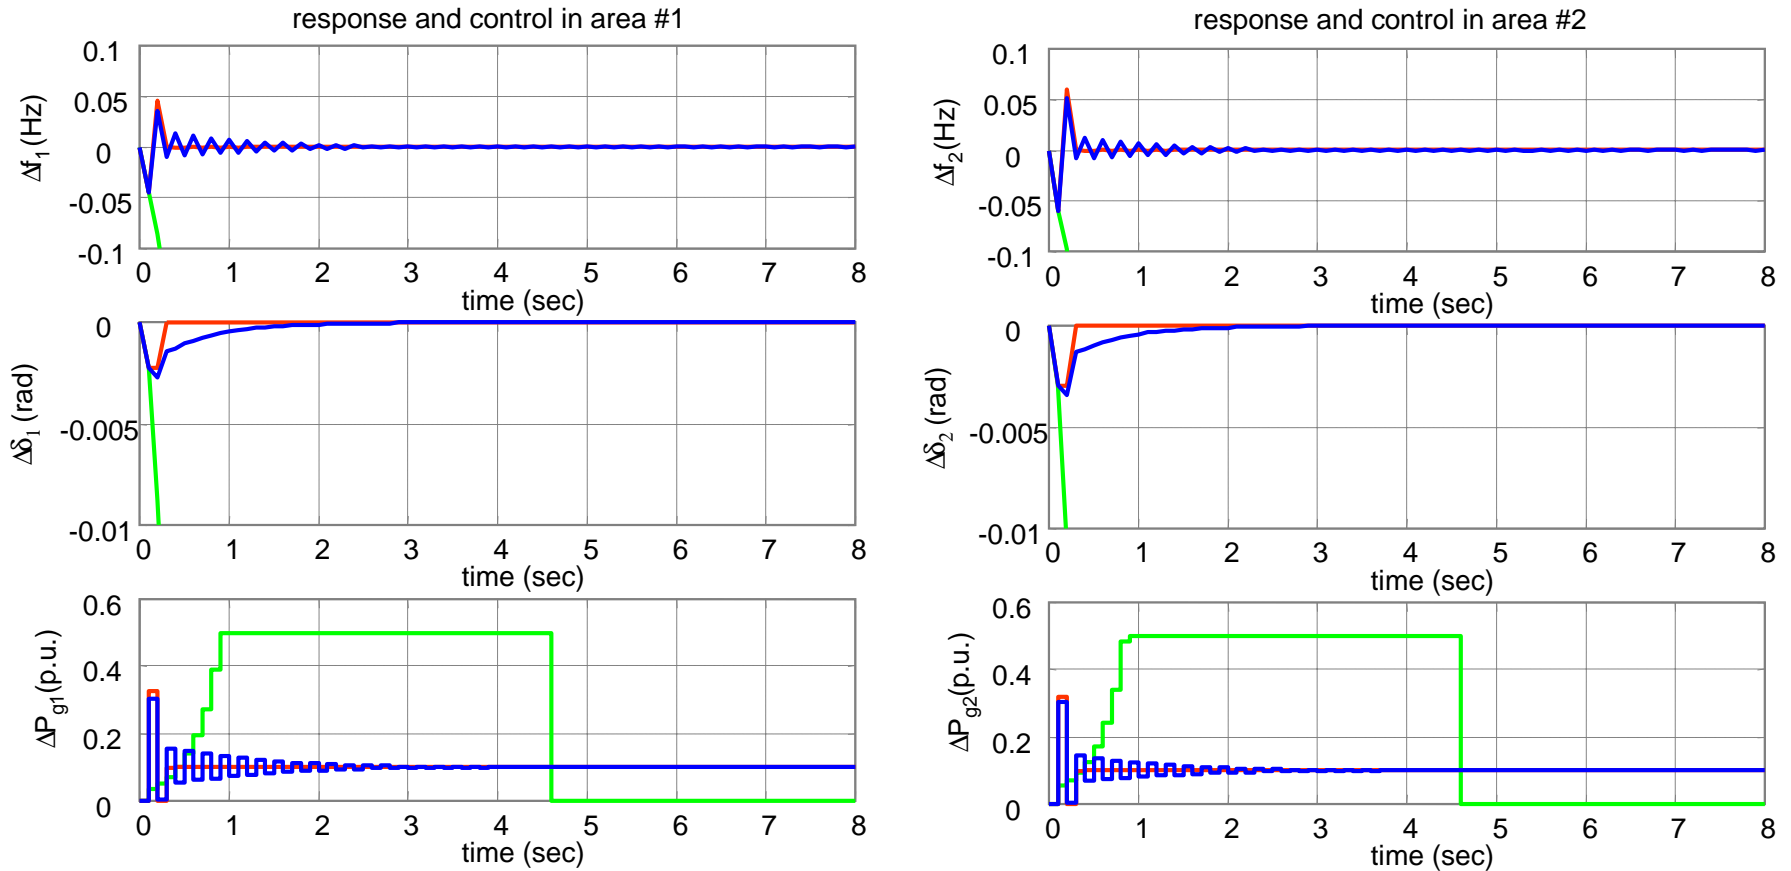 response and control in area #1
0.1
0.05
0
-0.05
-0.1
Δf1 (Hz)
0 1 2 3 4 5 6 7 8
time (sec)
0
-0.005
-0.01
Δδ1 (rad)
0 1 2 3 4 5 6 7 8
time (sec)
0.6
0.4
0.2
0
ΔPg1(p.u.)
0 1 2 3 4 5 6 7 8
time (sec)
response and control in area #2
0.1
0.05
0
-0.05
-0.1
Δf2 (Hz)
0 1 2 3 4 5 6 7 8
time (sec)
0
-0.005
-0.01
Δδ2 (rad)
0 1 2 3 4 5 6 7 8
time (sec)
0.6
0.4
0.2
0
ΔPg2(p.u.)
0 1 2 3 4 5 6 7 8
time (sec)